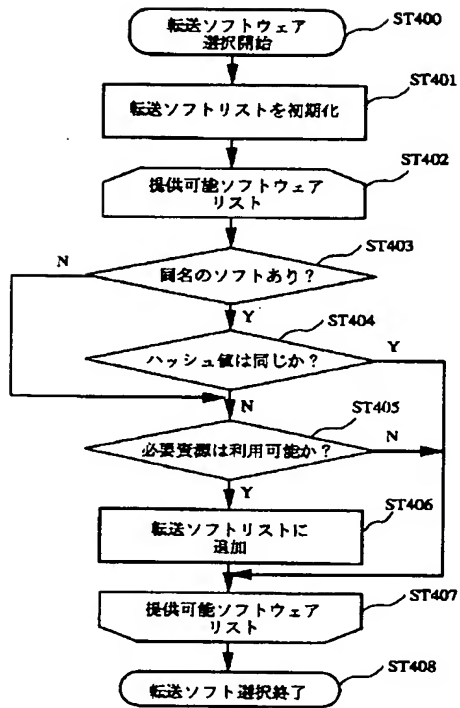 転送ソフトウェア
選択開始
ST400
転送ソフトリストを初期化
ST401
提供可能ソフトウェア
リスト
ST402
同名のソフトあり？
ST403
N
Y
ハッシュ値は同じか？
ST404
Y
N
必要資源は利用可能か？
ST405
N
Y
転送ソフトリストに
追加
ST406
提供可能ソフトウェア
リスト
ST407
転送ソフト選択終了
ST408